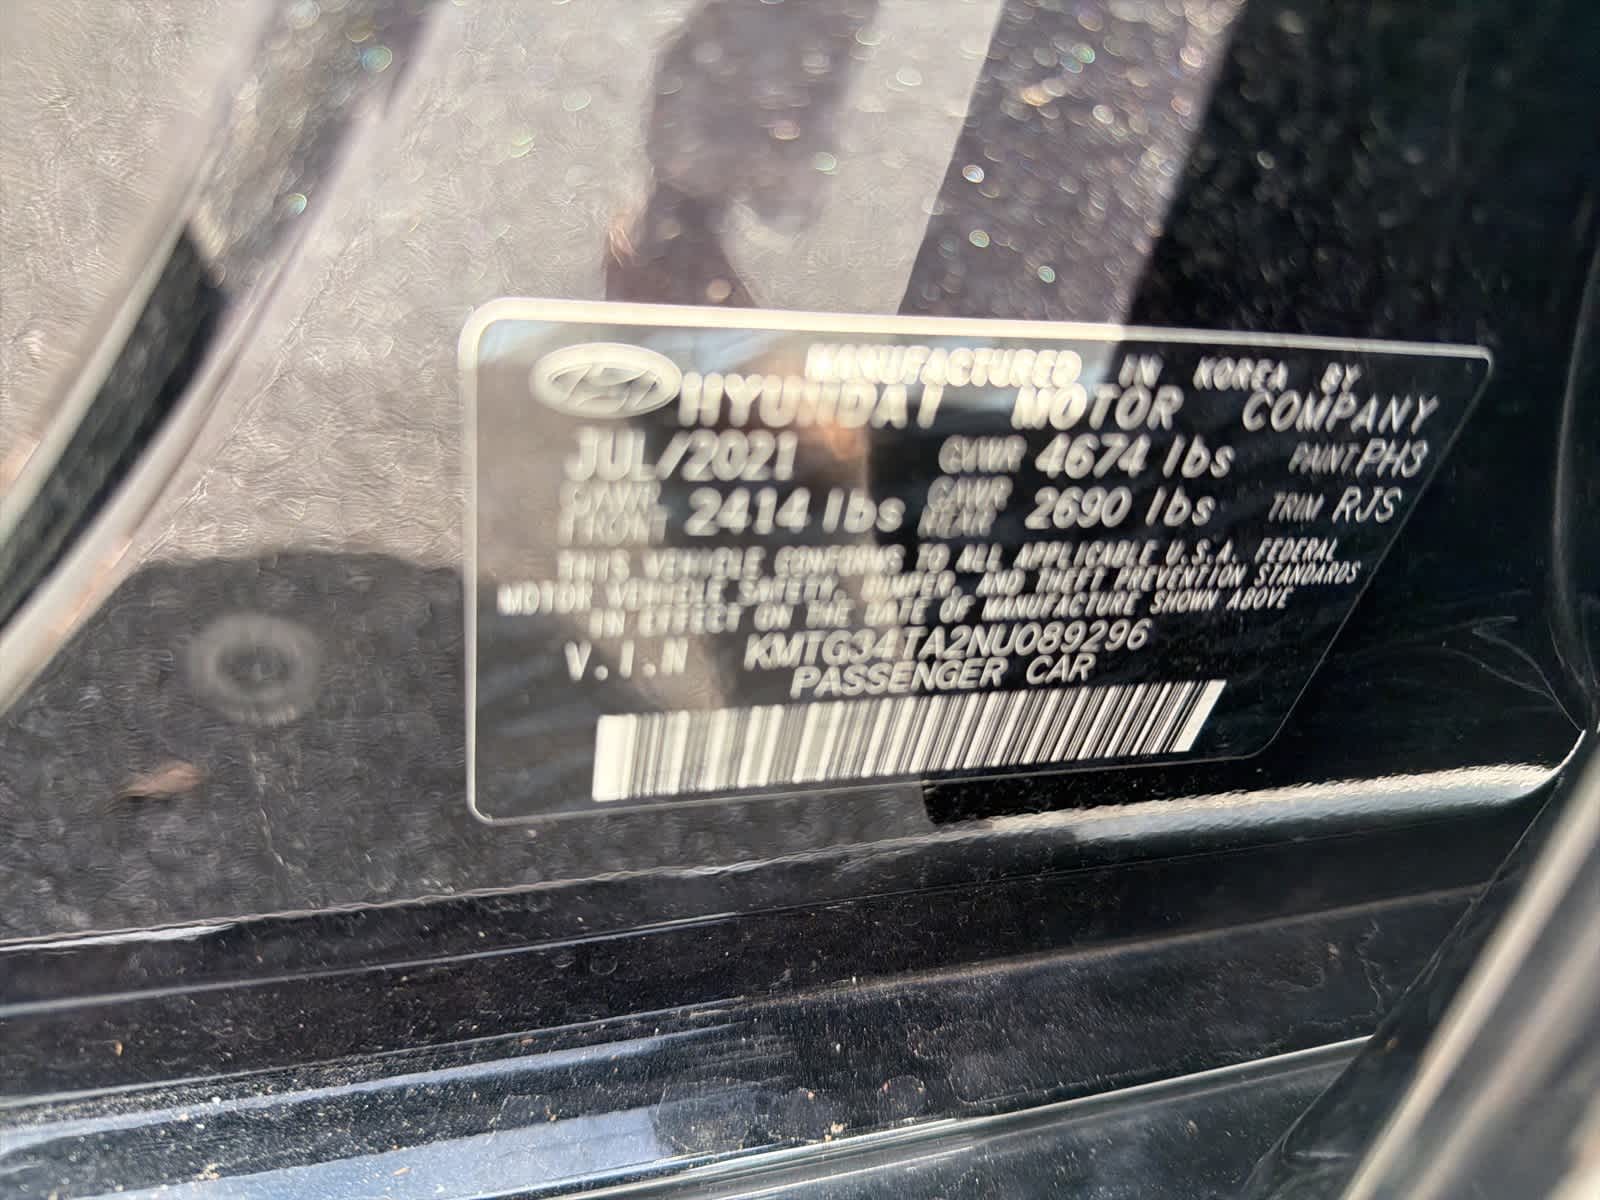 MANUFACTURED IN KOREA BY
HYUNDAI MOTOR COMPANY
JUL/2021 GVWR 4674 lbs PAINT PH3
GAWR FRONT 2414 lbs GAWR REAR 2690 lbs TRIM RJS
THIS VEHICLE CONFORMS TO ALL APPLICABLE U.S.A. FEDERAL
MOTOR VEHICLE SAFETY, BUMPER, AND THEFT PREVENTION STANDARDS
IN EFFECT ON THE DATE OF MANUFACTURE SHOWN ABOVE
V.I.N KMTG34TA2NU089296
PASSENGER CAR